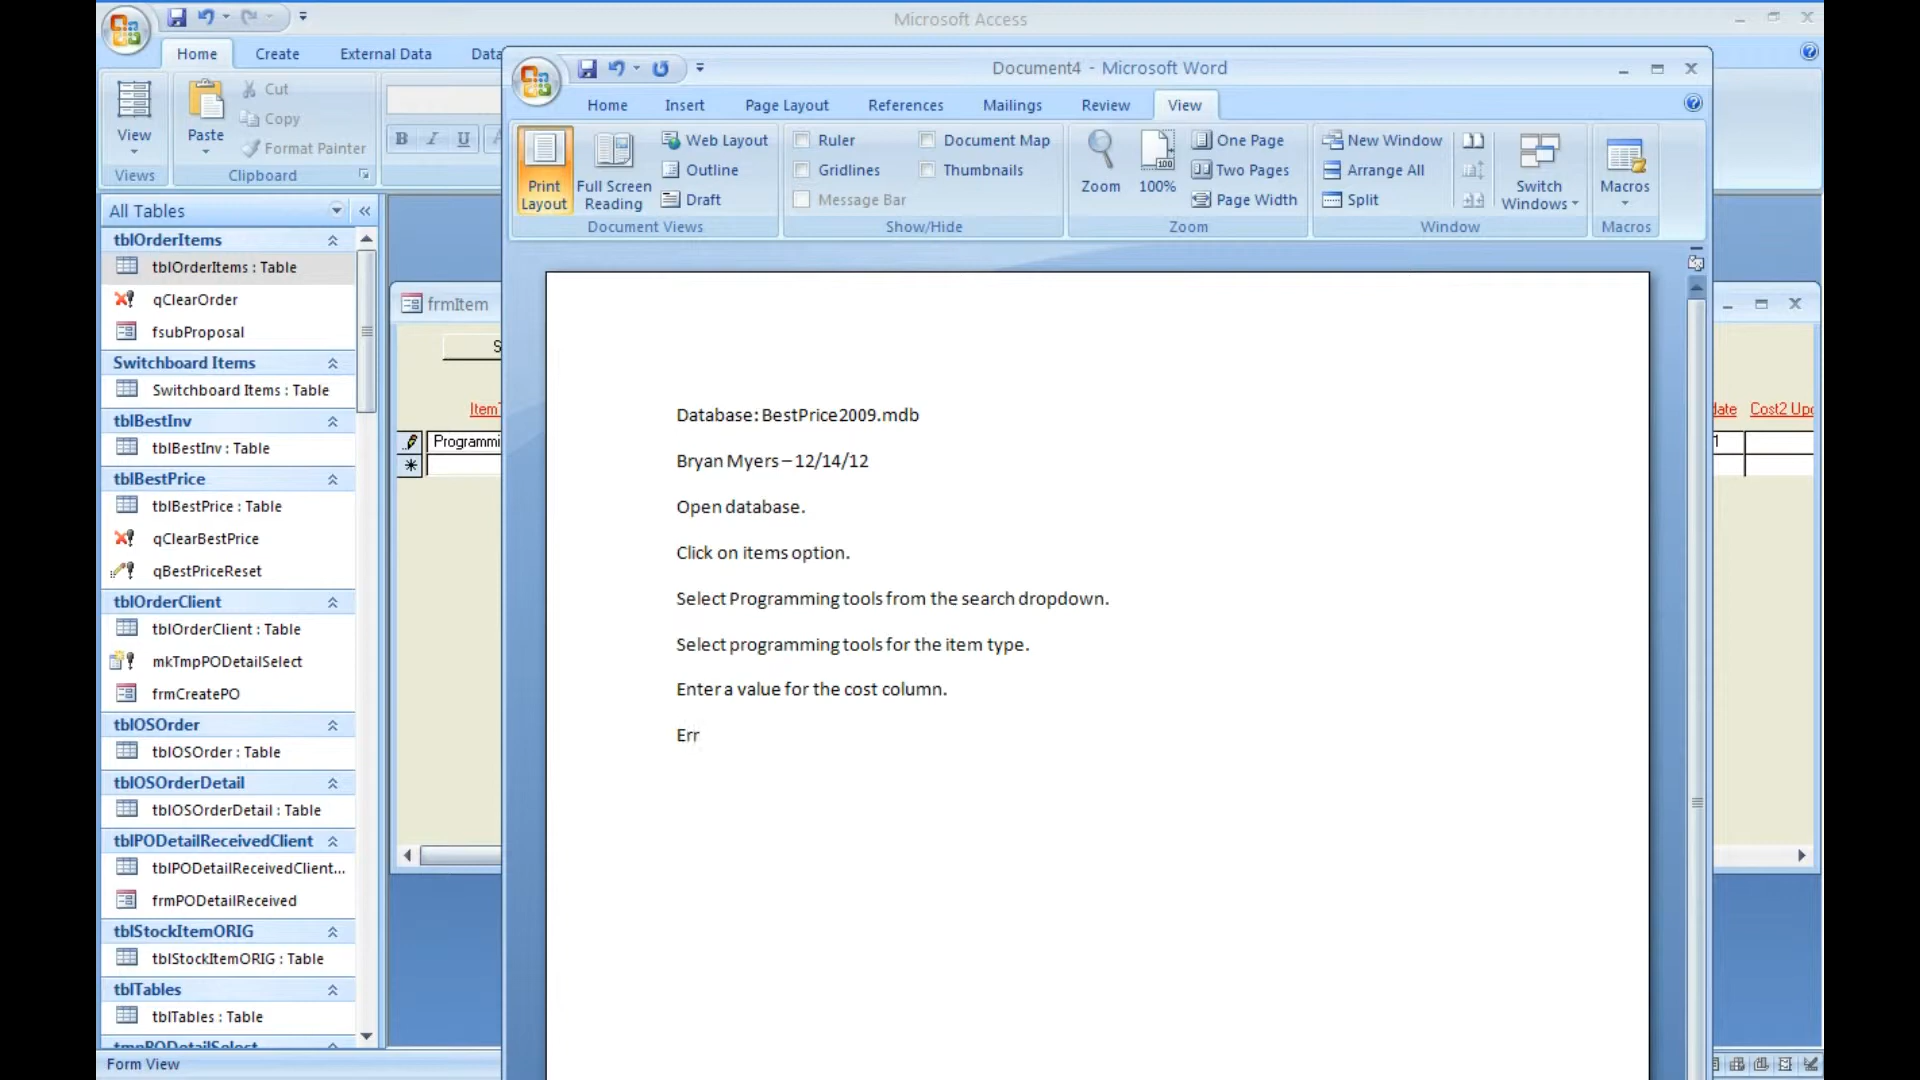 Microsoft Access
Home Create External Data
View
Paste
Cut
Copy
Format Painter
B I U
Views
Clipboard
All Tables
tblOrderItems
tblOrderItems : Table
qClearOrder
fsubProposal
Switchboard Items
Switchboard Items : Table
tblBestInv
tblBestInv : Table
tblBestPrice
tblBestPrice : Table
qClearBestPrice
qBestPriceReset
tblOrderClient
tblOrderClient : Table
mkTmpPODetailSelect
frmCreatePO
tblOSOrder
tblOSOrder : Table
tblOSOrderDetail
tblOSOrderDetail : Table
tblPODetailReceivedClient
tblPODetailReceivedClient...
frmPODetailReceived
tblStockItemORIG
tblStockItemORIG : Table
tblTables
tblTables : Table
tmpPODetailSelect
Form View
frmItem
Programmi
Cost2 Upd
Document4 - Microsoft Word
Home Insert Page Layout References Mailings Review View
Print Layout
Full Screen Reading
Web Layout
Outline
Draft
Document Views
Ruler
Gridlines
Message Bar
Document Map
Thumbnails
Show/Hide
Zoom
100%
One Page
Two Pages
Page Width
Zoom
New Window
Arrange All
Split
Switch Windows
Window
Macros
Macros
Database: BestPrice2009.mdb
Bryan Myers – 12/14/12
Open database.
Click on items option.
Select Programming tools from the search dropdown.
Select programming tools for the item type.
Enter a value for the cost column.
Err